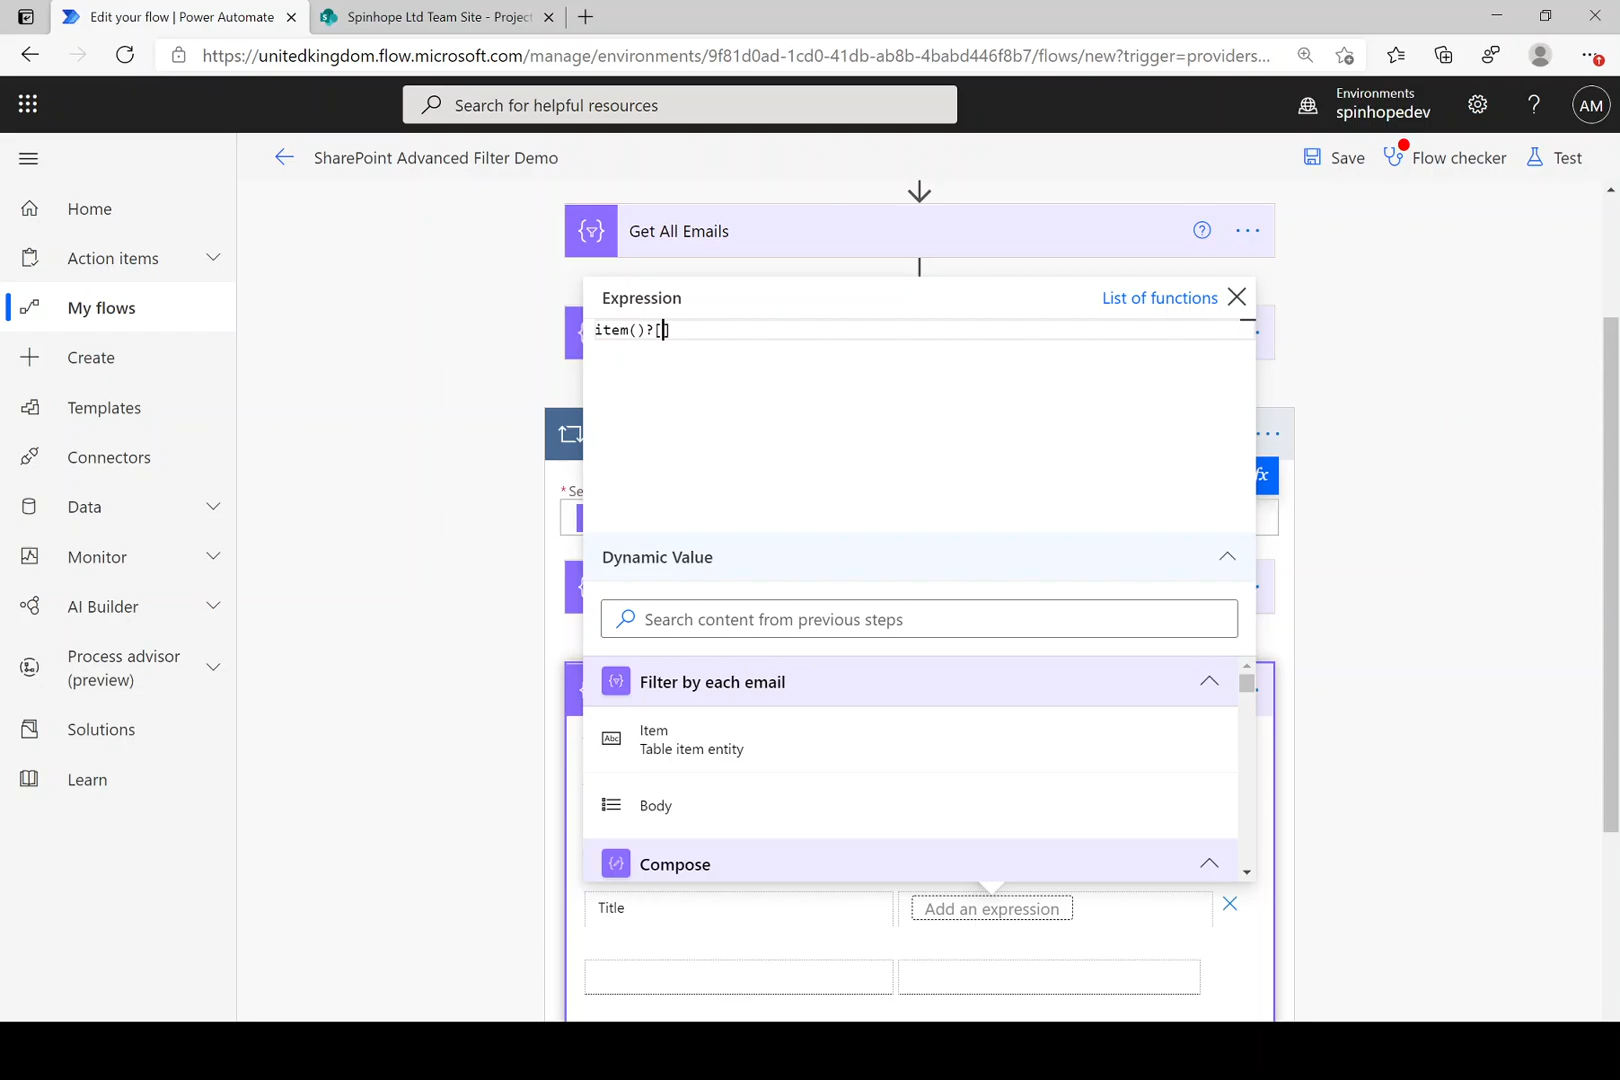 Edit your flow | Power Automate
Spinhope Ltd Team Site - Project
https://unitedkingdom.flow.microsoft.com/manage/environments/9f81d0ad-1cd0-41db-ab8b-4babd446f8b7/flows/new?trigger=providers...
Search for helpful resources
Environments
spinhopedev
AM
SharePoint Advanced Filter Demo
Save
Flow checker
Test
Home
Action items
My flows
Create
Templates
Connectors
Data
Monitor
AI Builder
Process advisor
(preview)
Solutions
Learn
Get All Emails
Expression
List of functions
item()?[]
fx
* Se
Dynamic Value
Search content from previous steps
Filter by each email
Abc
Item
Table item entity
Body
Compose
Title
Add an expression